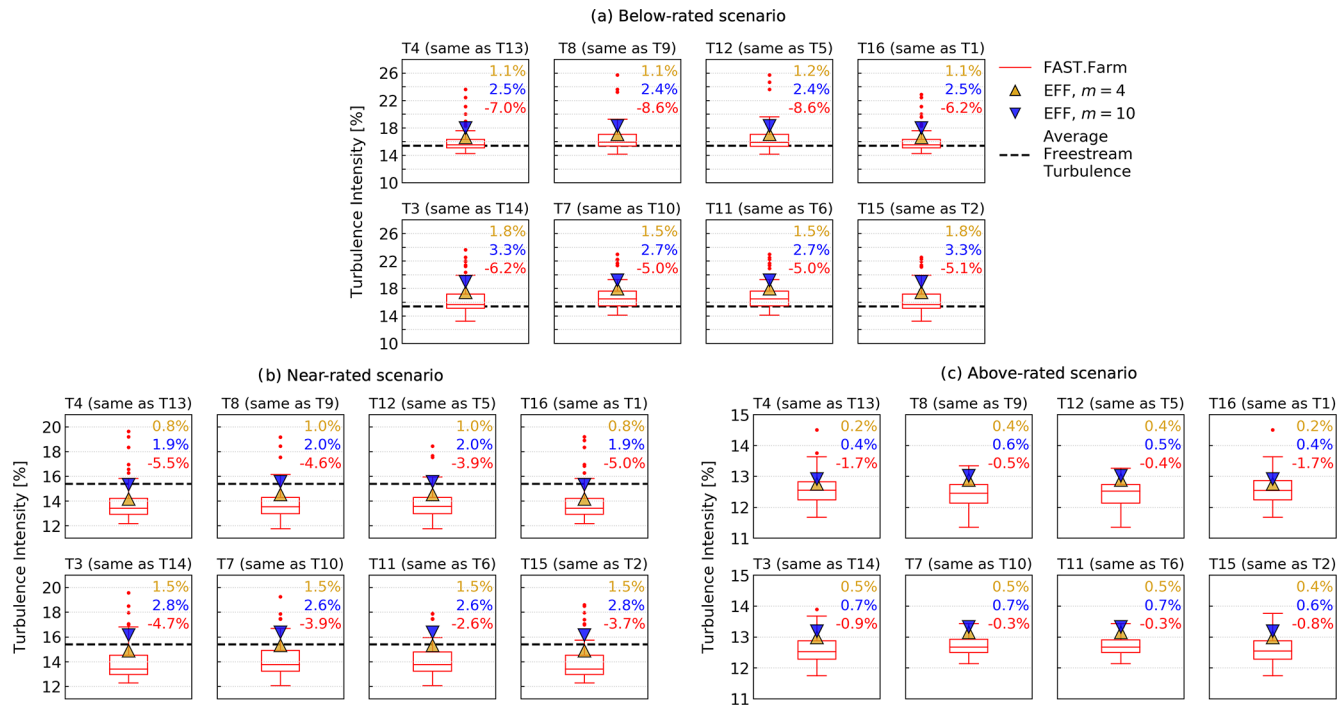 (a) Below-rated scenario
T4 (same as T13)
T8 (same as T9)
T12 (same as T5)
T16 (same as T1)
Turbulence Intensity [%]
26
22
18
14
10
1.1%
2.5%
-7.0%
1.1%
2.4%
-8.6%
1.2%
2.4%
-8.6%
1.1%
2.5%
-6.2%
FAST.Farm
EFF, m = 4
EFF, m = 10
Average
Freestream
Turbulence
T3 (same as T14)
T7 (same as T10)
T11 (same as T6)
T15 (same as T2)
26
22
18
14
10
1.8%
3.3%
-6.2%
1.5%
2.7%
-5.0%
1.5%
2.7%
-5.0%
1.8%
3.3%
-5.1%
(b) Near-rated scenario
T4 (same as T13)
T8 (same as T9)
T12 (same as T5)
T16 (same as T1)
Turbulence Intensity [%]
20
18
16
14
12
0.8%
1.9%
-5.5%
1.0%
2.0%
-4.6%
1.0%
2.0%
-3.9%
0.8%
1.9%
-5.0%
T3 (same as T14)
T7 (same as T10)
T11 (same as T6)
T15 (same as T2)
20
18
16
14
12
1.5%
2.8%
-4.7%
1.5%
2.6%
-3.9%
1.5%
2.6%
-2.6%
1.5%
2.8%
-3.7%
(c) Above-rated scenario
T4 (same as T13)
T8 (same as T9)
T12 (same as T5)
T16 (same as T1)
Turbulence Intensity [%]
15
14
13
12
11
0.2%
0.4%
-1.7%
0.4%
0.6%
-0.5%
0.4%
0.5%
-0.4%
0.2%
0.4%
-1.7%
T3 (same as T14)
T7 (same as T10)
T11 (same as T6)
T15 (same as T2)
15
14
13
12
11
0.5%
0.7%
-0.9%
0.5%
0.7%
-0.3%
0.5%
0.7%
-0.3%
0.4%
0.6%
-0.8%